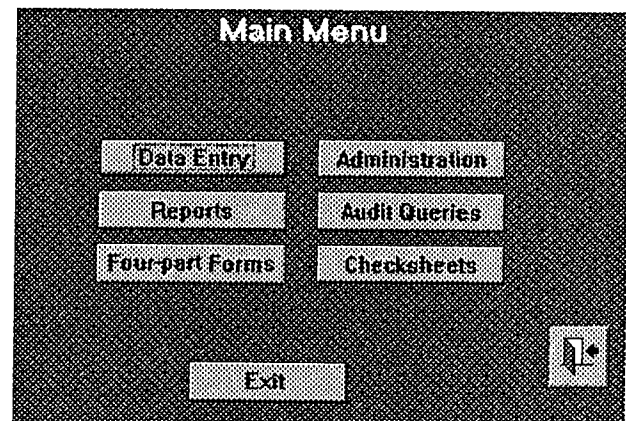 Main Menu
Data Entry
Administration
Reports
Audit Queries
Four-part Forms
Checksheets
Exit